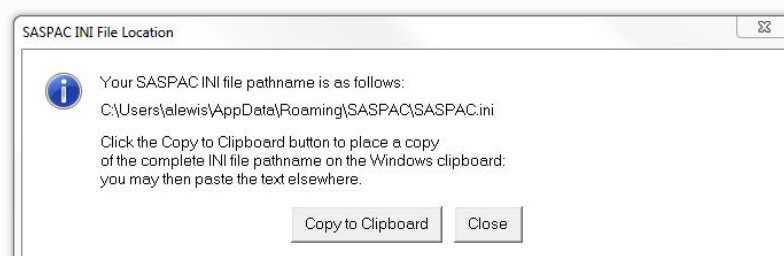 SASPAC INI File Location
Your SASPAC INI file pathname is as follows:
C:\Users\alewis\AppData\Roaming\SASPAC\SASPAC.ini
Click the Copy to Clipboard button to place a copy
of the complete INI file pathname on the Windows clipboard:
you may then paste the text elsewhere.
Copy to Clipboard
Close